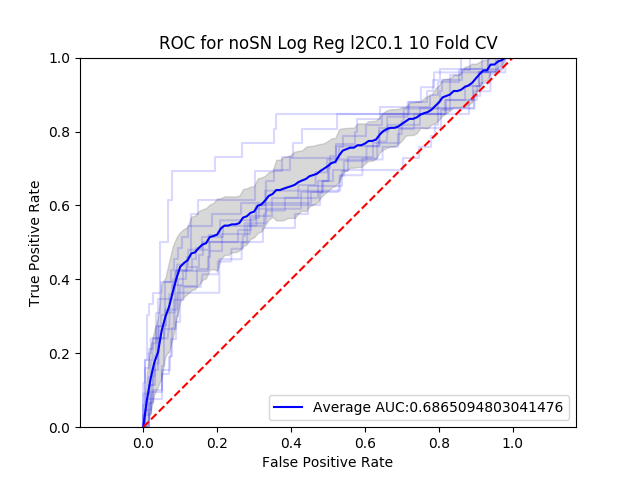 ROC for noSN Log Reg l2C0.1 10 Fold CV
True Positive Rate
1.0
0.8
0.6
0.4
0.2
0.0
Average AUC:0.6865094803041476
0.0 0.2 0.4 0.6 0.8 1.0
False Positive Rate